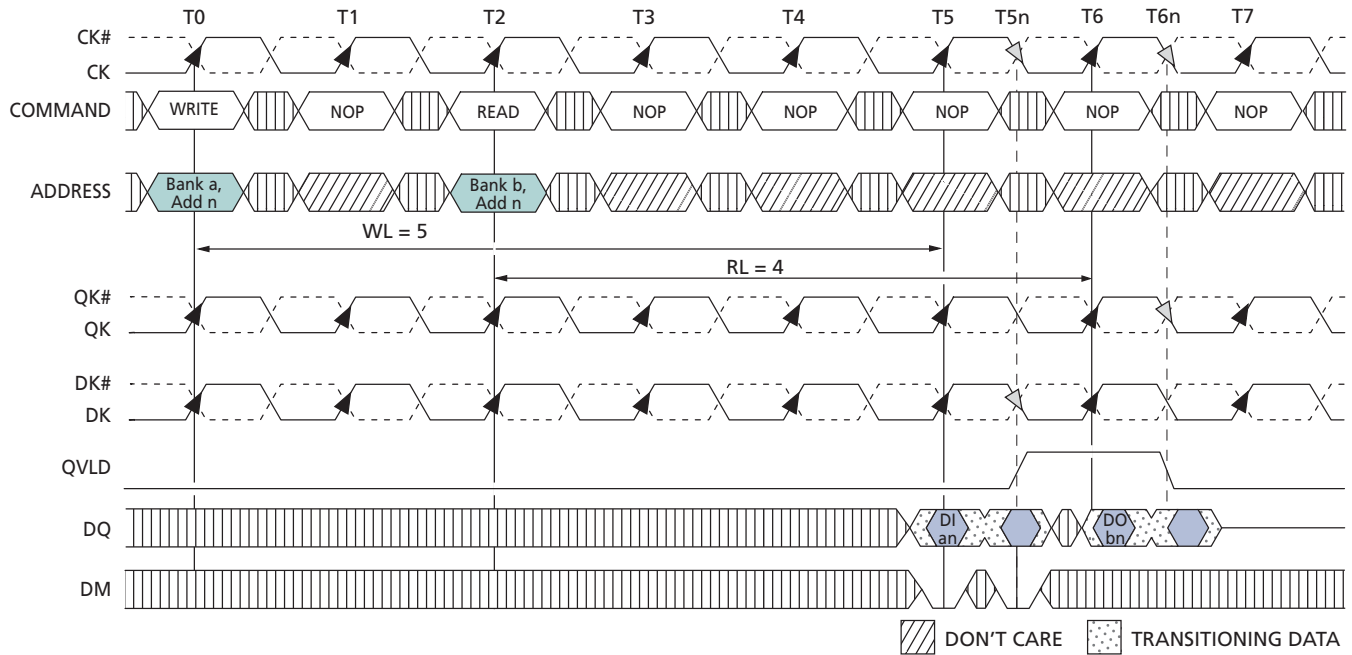 T0 T1 T2 T3 T4 T5 T5n T6 T6n T7
CK#
CK
COMMAND WRITE NOP READ NOP NOP NOP NOP NOP
ADDRESS Bank a, Add n Bank b, Add n
WL = 5
RL = 4
QK#
QK
DK#
DK
QVLD
DQ DI an DO bn
DM
DON'T CARE TRANSITIONING DATA